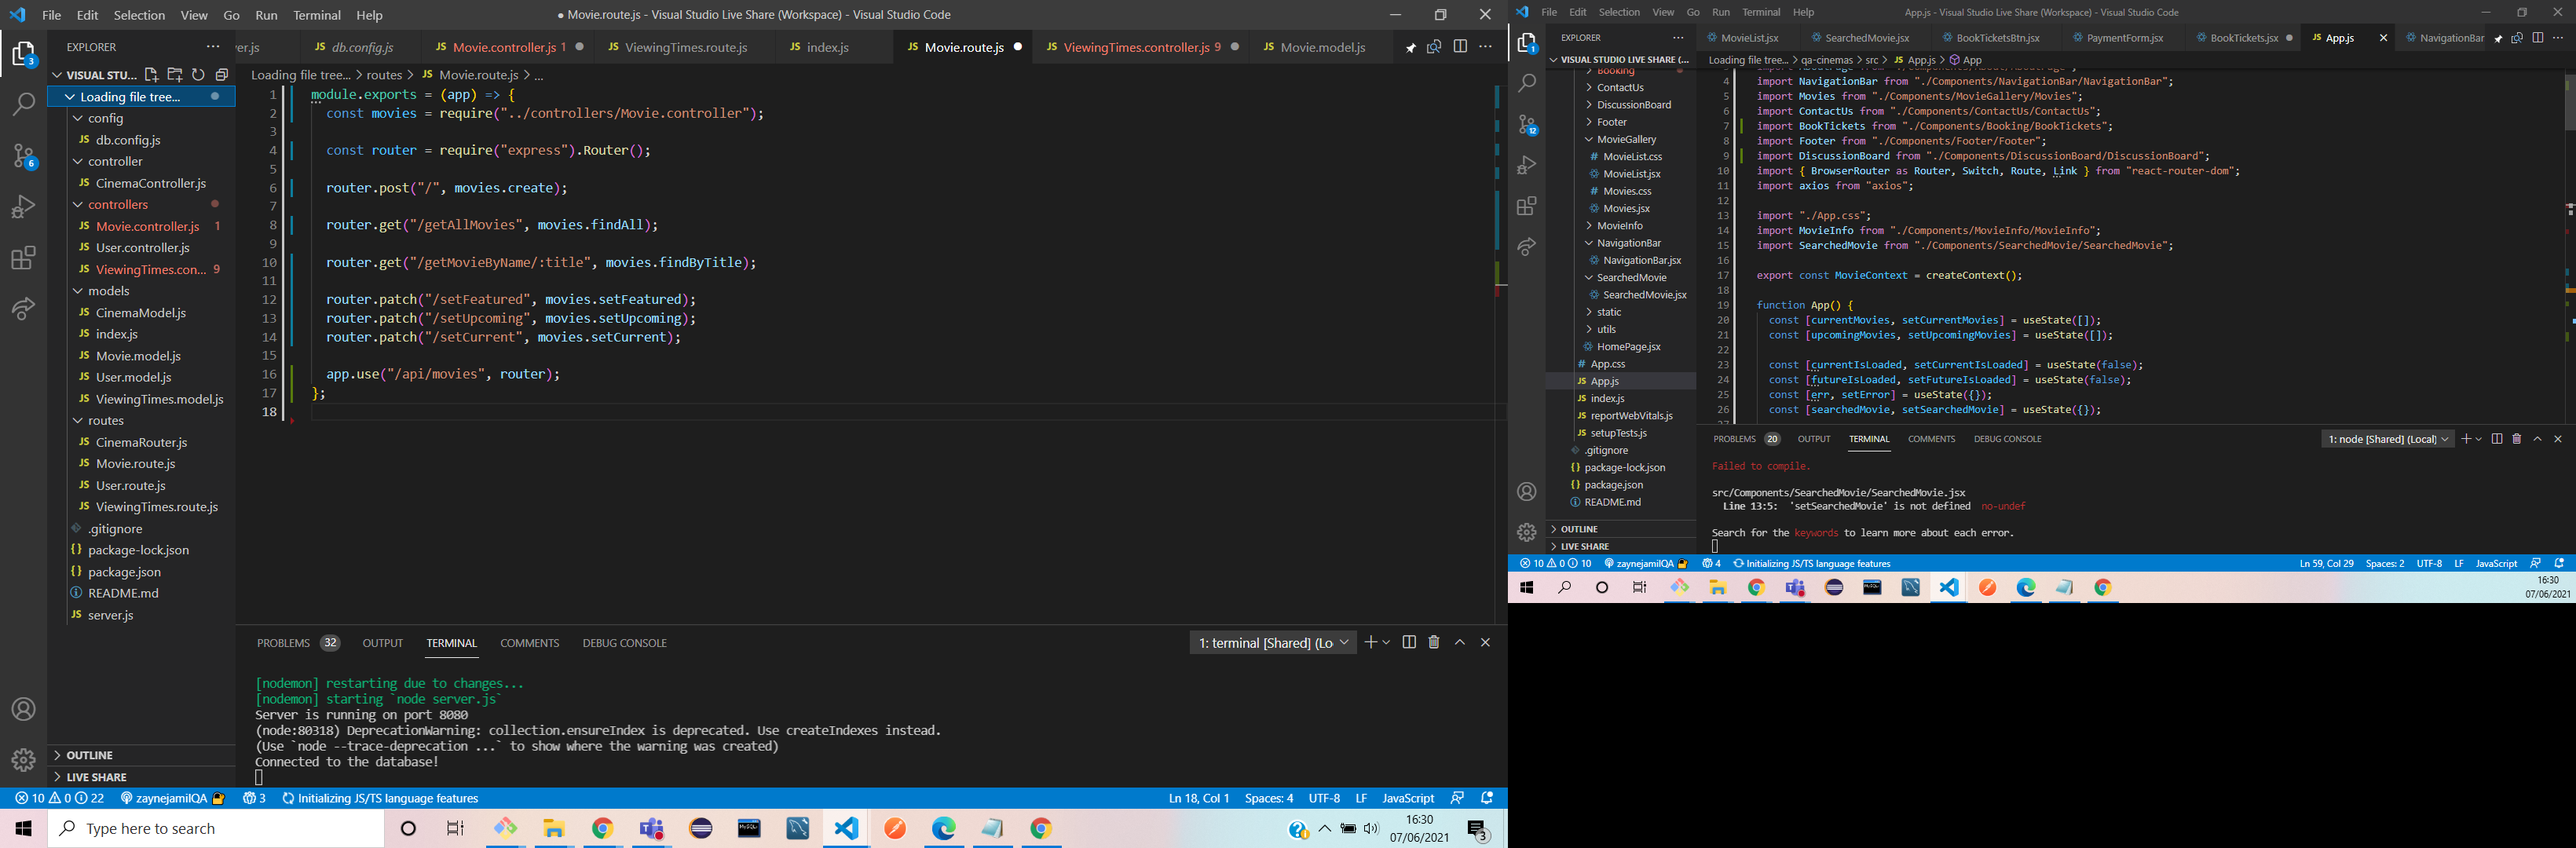 File Edit Selection View Go Run Terminal Help
● Movie.route.js - Visual Studio Live Share (Workspace) - Visual Studio Code
EXPLORER
VISUAL STU...
Loading file tree...
config
JS db.config.js
controller
JS CinemaController.js
controllers
JS Movie.controller.js 1
JS User.controller.js
JS ViewingTimes.con... 9
models
JS CinemaModel.js
JS index.js
JS Movie.model.js
JS User.model.js
JS ViewingTimes.model.js
routes
JS CinemaRouter.js
JS Movie.route.js
JS User.route.js
JS ViewingTimes.route.js
.gitignore
{} package-lock.json
{} package.json
README.md
JS server.js
OUTLINE
LIVE SHARE
ver.js JS db.config.js JS Movie.controller.js 1 JS ViewingTimes.route.js JS index.js JS Movie.route.js JS ViewingTimes.controller.js 9 JS Movie.model.js
Loading file tree... > routes > JS Movie.route.js > ...
1 module.exports = (app) => {
2 const movies = require("../controllers/Movie.controller");
3
4 const router = require("express").Router();
5
6 router.post("/", movies.create);
7
8 router.get("/getAllMovies", movies.findAll);
9
10 router.get("/getMovieByName/:title", movies.findByTitle);
11
12 router.patch("/setFeatured", movies.setFeatured);
13 router.patch("/setUpcoming", movies.setUpcoming);
14 router.patch("/setCurrent", movies.setCurrent);
15
16 app.use("/api/movies", router);
17 };
18
PROBLEMS 32 OUTPUT TERMINAL COMMENTS DEBUG CONSOLE
1: terminal [Shared] (Lo
[nodemon] restarting due to changes...
[nodemon] starting `node server.js`
Server is running on port 8080
(node:80318) DeprecationWarning: collection.ensureIndex is deprecated. Use createIndexes instead.
(Use `node --trace-deprecation ...` to show where the warning was created)
Connected to the database!
10 0 22 zaynejamilQA 3 Initializing JS/TS language features
Ln 18, Col 1 Spaces: 4 UTF-8 LF JavaScript
Type here to search
16:30
07/06/2021
3
File Edit Selection View Go Run Terminal Help
App.js - Visual Studio Live Share (Workspace) - Visual Studio Code
EXPLORER
VISUAL STUDIO LIVE SHARE (...
Booking
ContactUs
DiscussionBoard
Footer
MovieGallery
# MovieList.css
MovieList.jsx
# Movies.css
Movies.jsx
MovieInfo
NavigationBar
NavigationBar.jsx
SearchedMovie
SearchedMovie.jsx
static
utils
HomePage.jsx
# App.css
JS App.js
JS index.js
JS reportWebVitals.js
JS setupTests.js
.gitignore
{} package-lock.json
{} package.json
README.md
OUTLINE
LIVE SHARE
MovieList.jsx SearchedMovie.jsx BookTicketsBtn.jsx PaymentForm.jsx BookTickets.jsx JS App.js NavigationBar
Loading file tree... > qa-cinemas > src > JS App.js > App
4 import NavigationBar from "./Components/NavigationBar/NavigationBar";
5 import Movies from "./Components/MovieGallery/Movies";
6 import ContactUs from "./Components/ContactUs/ContactUs";
7 import BookTickets from "./Components/Booking/BookTickets";
8 import Footer from "./Components/Footer/Footer";
9 import DiscussionBoard from "./Components/DiscussionBoard/DiscussionBoard";
10 import { BrowserRouter as Router, Switch, Route, Link } from "react-router-dom";
11 import axios from "axios";
12
13 import "./App.css";
14 import MovieInfo from "./Components/MovieInfo/MovieInfo";
15 import SearchedMovie from "./Components/SearchedMovie/SearchedMovie";
16
17 export const MovieContext = createContext();
18
19 function App() {
20 const [currentMovies, setCurrentMovies] = useState([]);
21 const [upcomingMovies, setUpcomingMovies] = useState([]);
22
23 const [currentIsLoaded, setCurrentIsLoaded] = useState(false);
24 const [futureIsLoaded, setFutureIsLoaded] = useState(false);
25 const [err, setError] = useState({});
26 const [searchedMovie, setSearchedMovie] = useState({});
PROBLEMS 20 OUTPUT TERMINAL COMMENTS DEBUG CONSOLE
1: node [Shared] (Local)
Failed to compile.
src/Components/SearchedMovie/SearchedMovie.jsx
Line 13:5: 'setSearchedMovie' is not defined no-undef
Search for the keywords to learn more about each error.
10 0 10 zaynejamilQA 4 Initializing JS/TS language features
Ln 59, Col 29 Spaces: 2 UTF-8 LF JavaScript
16:30
07/06/2021